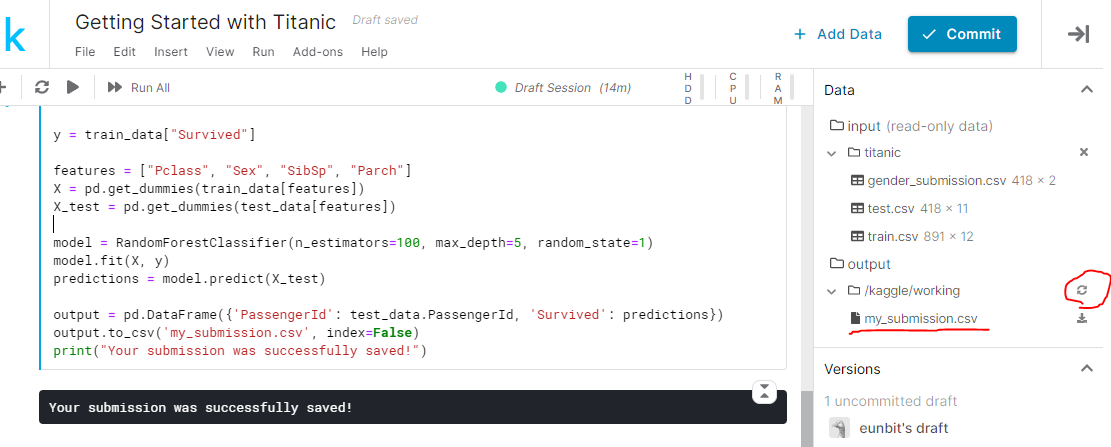 k
Getting Started with Titanic Draft saved
File Edit Insert View Run Add-ons Help
+ Add Data
Commit
+ Run All
Draft Session (14m)
HDD
CPU
RAM
y = train_data["Survived"]
features = ["Pclass", "Sex", "SibSp", "Parch"]
X = pd.get_dummies(train_data[features])
X_test = pd.get_dummies(test_data[features])
model = RandomForestClassifier(n_estimators=100, max_depth=5, random_state=1)
model.fit(X, y)
predictions = model.predict(X_test)
output = pd.DataFrame({'PassengerId': test_data.PassengerId, 'Survived': predictions})
output.to_csv('my_submission.csv', index=False)
print("Your submission was successfully saved!")
Your submission was successfully saved!
Data
input (read-only data)
titanic
gender_submission.csv 418 × 2
test.csv 418 × 11
train.csv 891 × 12
output
/kaggle/working
my_submission.csv
Versions
1 uncommitted draft
eunbit's draft